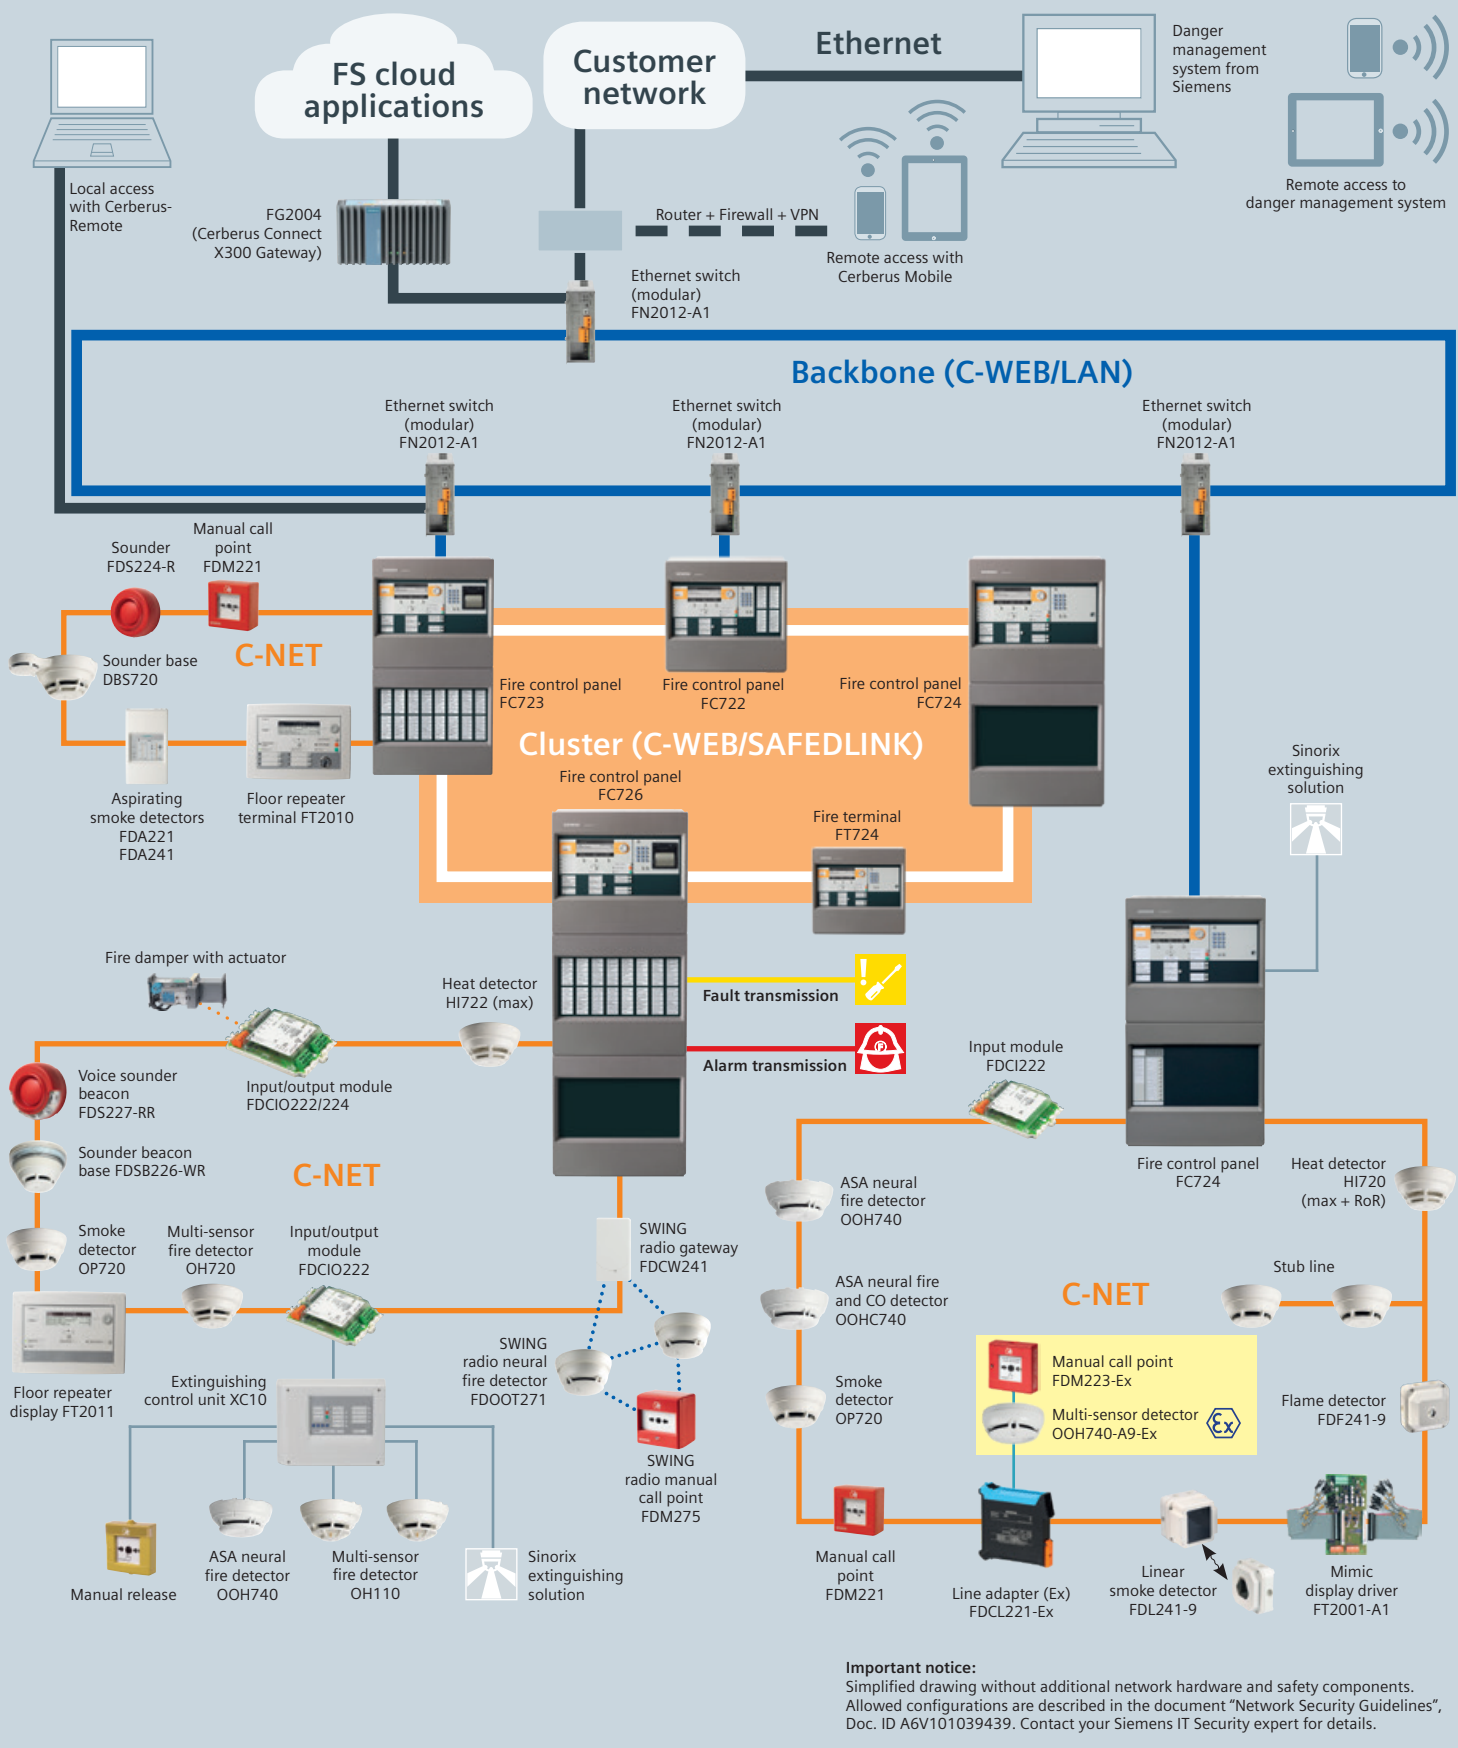 FS cloud
applications
Customer
network
Ethernet
Danger
management
system from
Siemens
Local access
with Cerberus-
Remote
FG2004
(Cerberus Connect
X300 Gateway)
Router + Firewall + VPN
Remote access with
Cerberus Mobile
Remote access to
danger management system
Ethernet switch
(modular)
FN2012-A1
Backbone (C-WEB/LAN)
Ethernet switch
(modular)
FN2012-A1
Ethernet switch
(modular)
FN2012-A1
Ethernet switch
(modular)
FN2012-A1
Manual call
point
FDM221
Sounder
FDS224-R
C-NET
Sounder base
DBS720
Aspirating
smoke detectors
FDA221
FDA241
Floor repeater
terminal FT2010
Fire control panel
FC723
Fire control panel
FC722
Fire control panel
FC724
Cluster (C-WEB/SAFEDLINK)
Fire control panel
FC726
Fire terminal
FT724
Sinorix
extinguishing
solution
Fire damper with actuator
Heat detector
HI722 (max)
Fault transmission
Alarm transmission
Input/output module
FDCIO222/224
Voice sounder
beacon
FDS227-RR
Sounder beacon
base FDSB226-WR
C-NET
Smoke
detector
OP720
Multi-sensor
fire detector
OH720
Input/output
module
FDCIO222
SWING
radio gateway
FDCW241
SWING
radio neural
fire detector
FDOOT271
SWING
radio manual
call point
FDM275
Floor repeater
display FT2011
Extinguishing
control unit XC10
Manual release
ASA neural
fire detector
OOH740
Multi-sensor
fire detector
OH110
Sinorix
extinguishing
solution
Input module
FDCI222
Fire control panel
FC724
Heat detector
HI720
(max + RoR)
ASA neural
fire detector
OOH740
ASA neural fire
and CO detector
OOHC740
C-NET
Stub line
Manual call point
FDM223-Ex
Multi-sensor detector
OOH740-A9-Ex
Ex
Smoke
detector
OP720
Flame detector
FDF241-9
Manual call
point
FDM221
Line adapter (Ex)
FDCL221-Ex
Linear
smoke detector
FDL241-9
Mimic
display driver
FT2001-A1
Important notice:
Simplified drawing without additional network hardware and safety components.
Allowed configurations are described in the document “Network Security Guidelines”,
Doc. ID A6V101039439. Contact your Siemens IT Security expert for details.